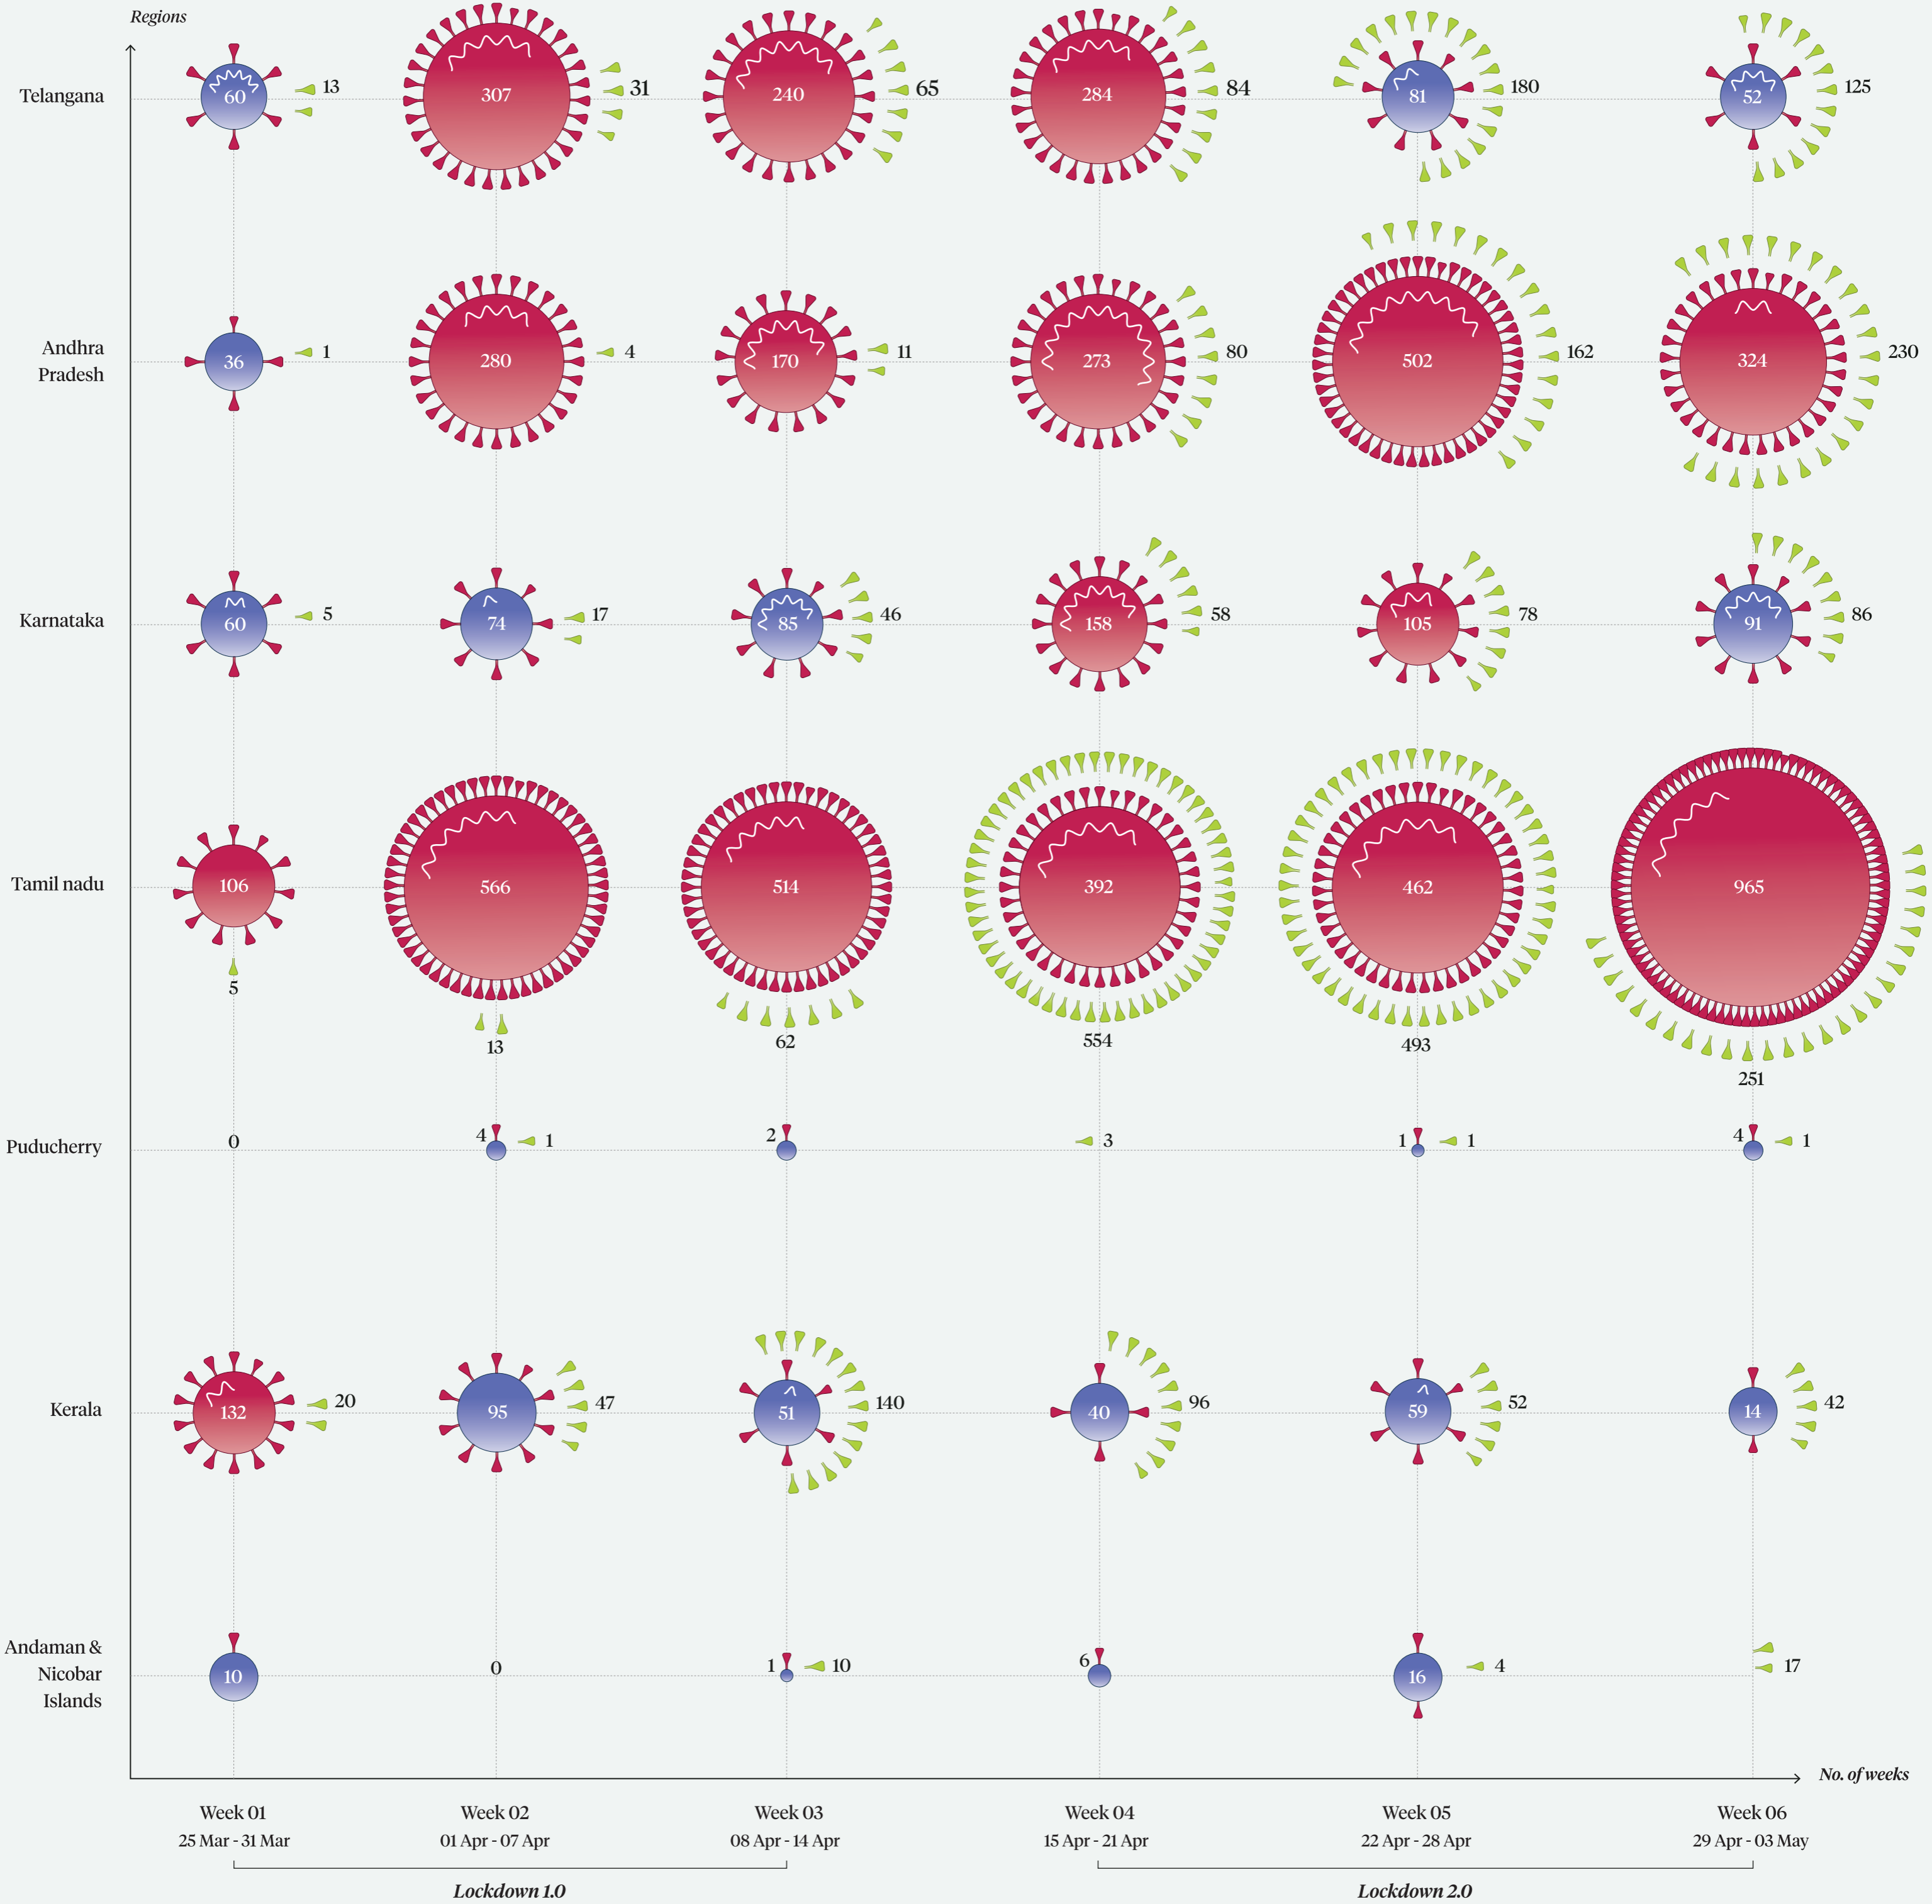 Regions
Telangana
60
13
307
31
240
65
284
84
81
180
52
125
Andhra
Pradesh
36
1
280
4
170
11
273
80
502
162
324
230
Karnataka
60
5
74
17
85
46
158
58
105
78
91
86
Tamil nadu
106
5
566
13
514
62
392
554
462
493
965
251
Puducherry
0
4
1
2
3
1
1
4
1
Kerala
132
20
95
47
51
140
40
96
59
52
14
42
Andaman &
Nicobar
Islands
10
0
1
10
6
16
4
17
No. of weeks
Week 01
25 Mar - 31 Mar
Week 02
01 Apr - 07 Apr
Week 03
08 Apr - 14 Apr
Week 04
15 Apr - 21 Apr
Week 05
22 Apr - 28 Apr
Week 06
29 Apr - 03 May
Lockdown 1.0
Lockdown 2.0